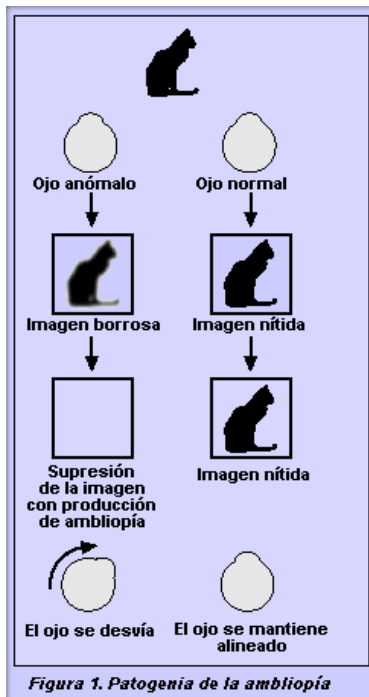 Ojo anómalo
Ojo normal
Imagen borrosa
Imagen nítida
Supresión
de la imagen
con producción
de ambliopía
Imagen nítida
El ojo se desvía
El ojo se mantiene
alineado
Figura 1. Patogenia de la ambliopía